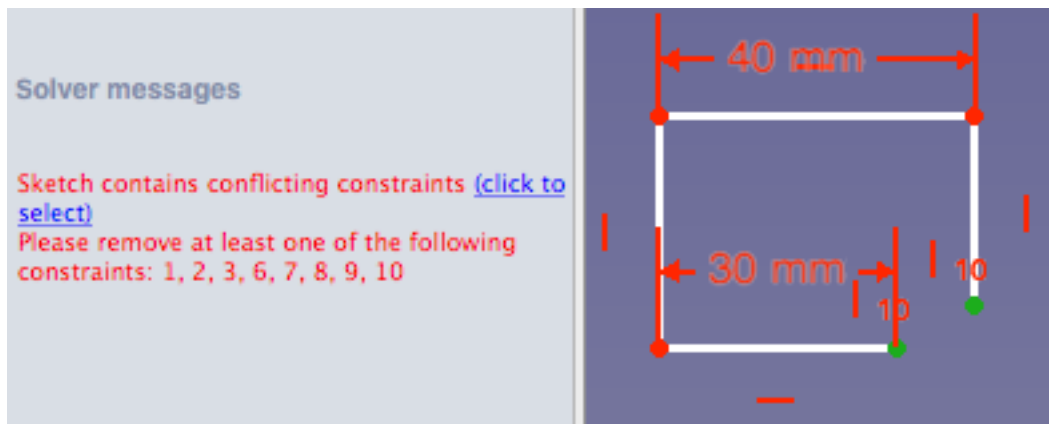 Solver messages
Sketch contains conflicting constraints (click to
select)
Please remove at least one of the following
constraints: 1, 2, 3, 6, 7, 8, 9, 10
40 mm
30 mm
10
10